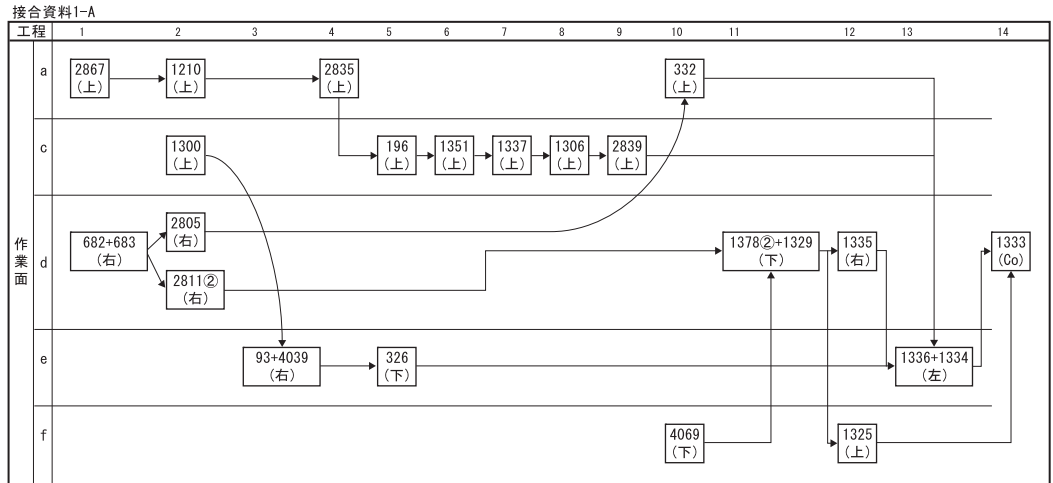 接合資料1-A
工程 1 2 3 4 5 6 7 8 9 10 11 12 13 14
作業面
a
2867
(上)
1210
(上)
2835
(上)
332
(上)
c
1300
(上)
196
(上)
1351
(上)
1337
(上)
1306
(上)
2839
(上)
d
682+683
(右)
2805
(右)
2811②
(右)
1378②+1329
(下)
1335
(右)
1333
(Co)
e
93+4039
(右)
326
(下)
1336+1334
(左)
f
4069
(下)
1325
(上)